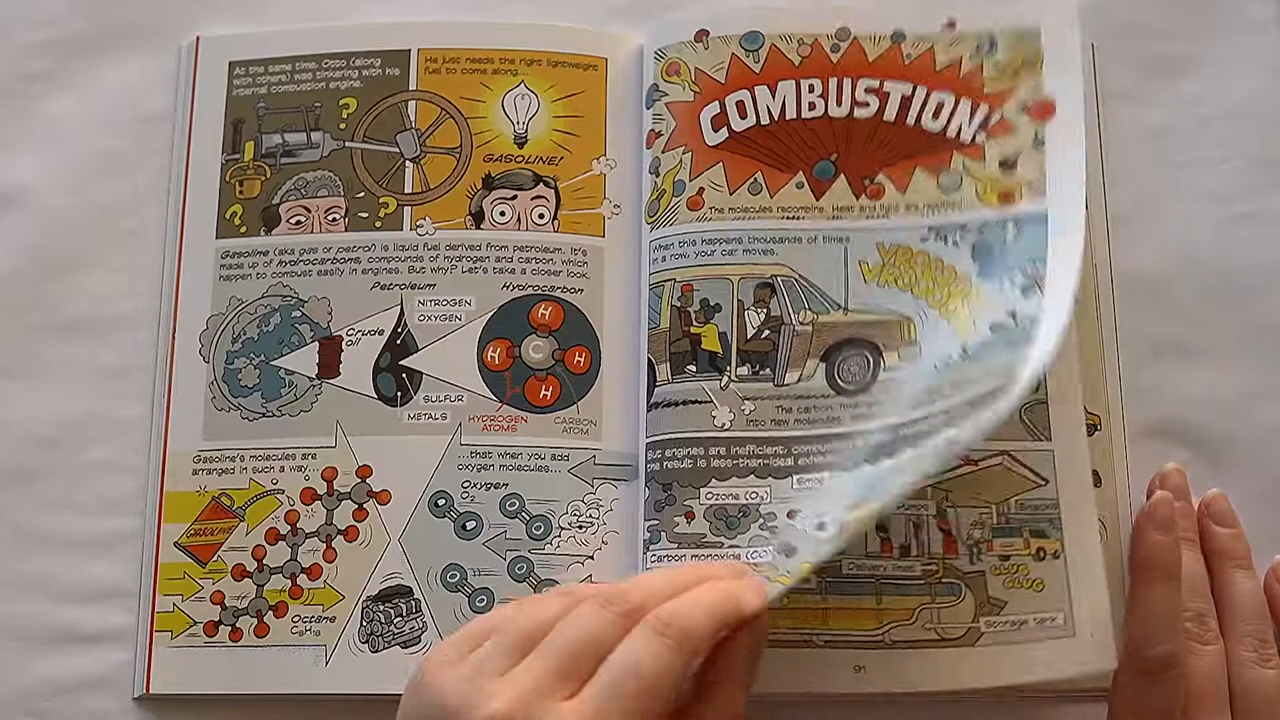 At the same time, Otto (along
with others) was tinkering with his
internal combustion engine.
?
?
?
He just needs the right lightweight
fuel to come along...
GASOLINE!
Gasoline (aka gas or petrol) is liquid fuel derived from petroleum. It's
made up of hydrocarbons, compounds of hydrogen and carbon, which
happen to combust easily in engines. But why? Let's take a closer look.
Petroleum
Hydrocarbon
NITROGEN
OXYGEN
Crude
oil
SULFUR
METALS
H
H
C
H
H
HYDROGEN
ATOMS
CARBON
ATOM
Gasoline's molecules are
arranged in such a way...
GASOLINE
Octane
C8H18
...that when you add
oxygen molecules...
Oxygen
O2
COMBUSTION!
The molecules recombine. Heat and light are
When this happens thousands of times
in a row, your car moves.
VROOM
The carbon,
into new molecules
But engines are inefficient,
the result is less-than-ideal
Ozone (O3)
Carbon monoxide (CO)
Pumps
Snacks
GLUG
GLUG
Delivery lines
Storage tank
91